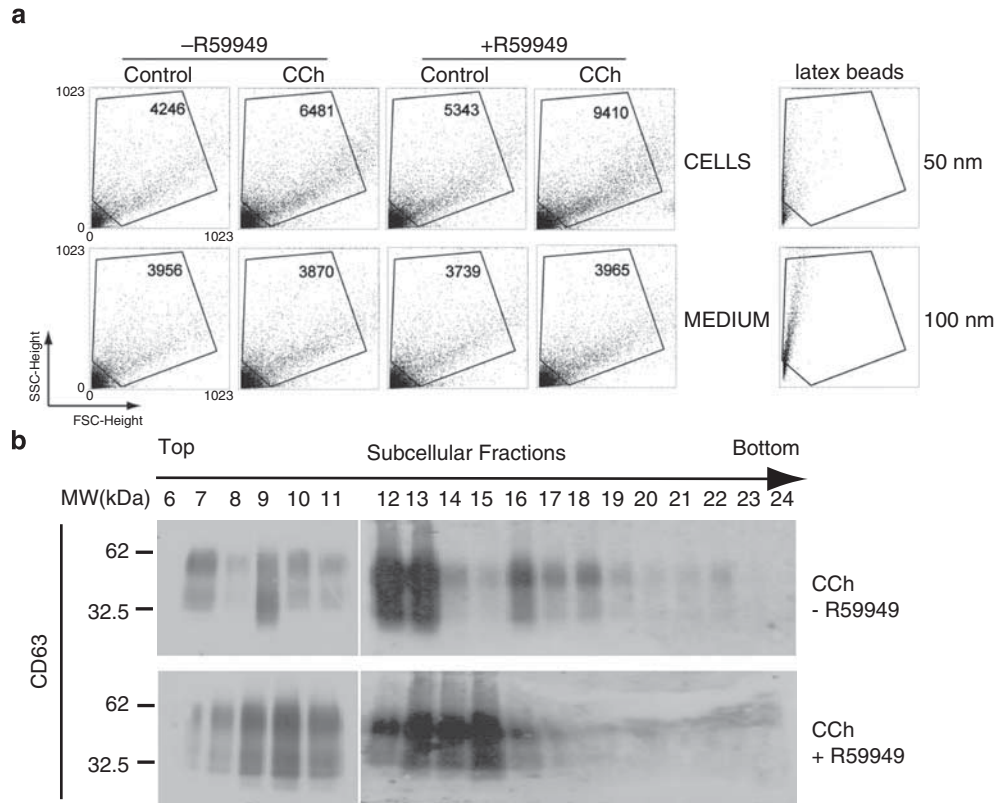 a
–R59949
+R59949
Control CCh Control CCh latex beads
1023
4246 6481 5343 9410
CELLS 50 nm
0
0 1023
1023
3956 3870 3739 3965
MEDIUM 100 nm
0
0 1023
SSC-Height
FSC-Height
b
Top Subcellular Fractions Bottom
MW(kDa) 6 7 8 9 10 11 12 13 14 15 16 17 18 19 20 21 22 23 24
CD63
62
32.5
CCh
- R59949
62
32.5
CCh
+ R59949